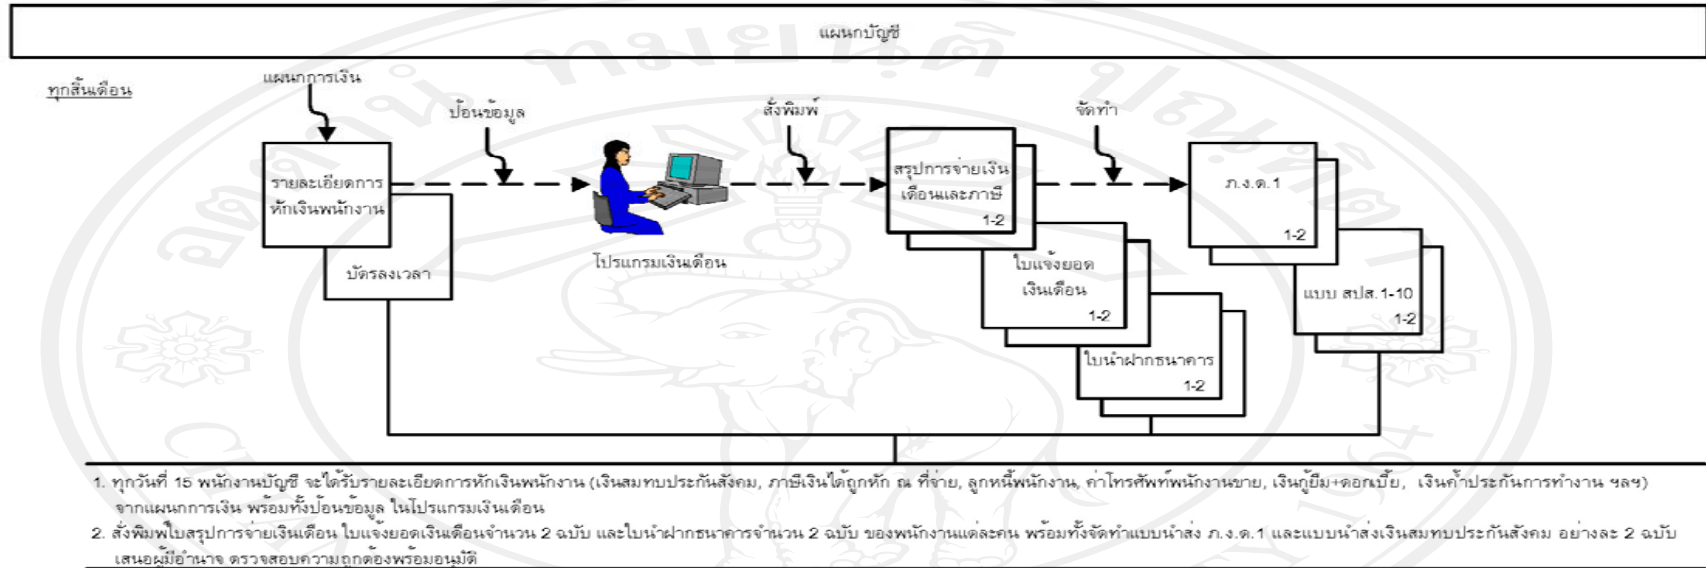 แผนกบัญชี
ทุกสิ้นเดือน
แผนกการเงิน
ป้อนข้อมูล
สั่งพิมพ์
จัดทำ
รายละเอียดการ
หักเงินพนักงาน
บัตรลงเวลา
โปรแกรมเงินเดือน
สรุปการจ่ายเงิน
เดือนและภาษี
1-2
ใบแจ้งยอด
เงินเดือน
1-2
ใบนำฝากธนาคาร
1-2
ภ.ง.ด.1
1-2
แบบ สปส.1-10
1-2
1. ทุกวันที่ 15 พนักงานบัญชี จะได้รับรายละเอียดการหักเงินพนักงาน (เงินสมทบประกันสังคม, ภาษีเงินได้ถูกหัก ณ ที่จ่าย, ลูกหนี้พนักงาน, ค่าโทรศัพท์พนักงานขาย, เงินกู้ยืม+ดอกเบี้ย, เงินค้ำประกันการทำงาน ฯลฯ)
จากแผนกการเงิน พร้อมทั้งป้อนข้อมูล ในโปรแกรมเงินเดือน
2. สั่งพิมพ์ใบสรุปการจ่ายเงินเดือน ใบแจ้งยอดเงินเดือนจำนวน 2 ฉบับ และใบนำฝากธนาคารจำนวน 2 ฉบับ ของพนักงานแต่ละคน พร้อมทั้งจัดทำแบบนำส่ง ภ.ง.ด.1 และแบบนำส่งเงินสมทบประกันสังคม อย่างละ 2 ฉบับ
เสนอผู้มีอำนาจ ตรวจสอบความถูกต้องพร้อมอนุมัติ